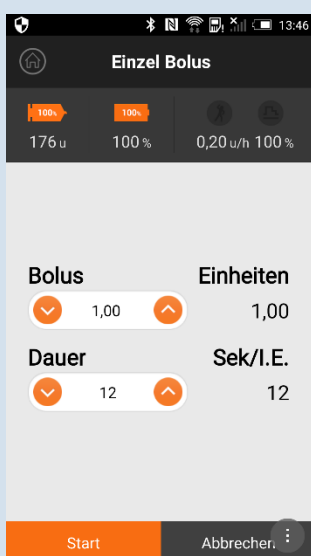 13:46
Einzel Bolus
100% 100%
176 u 100 % 0,20 u/h 100 %
Bolus Einheiten
1,00 1,00
Dauer Sek/I.E.
12 12
Start Abbrechen